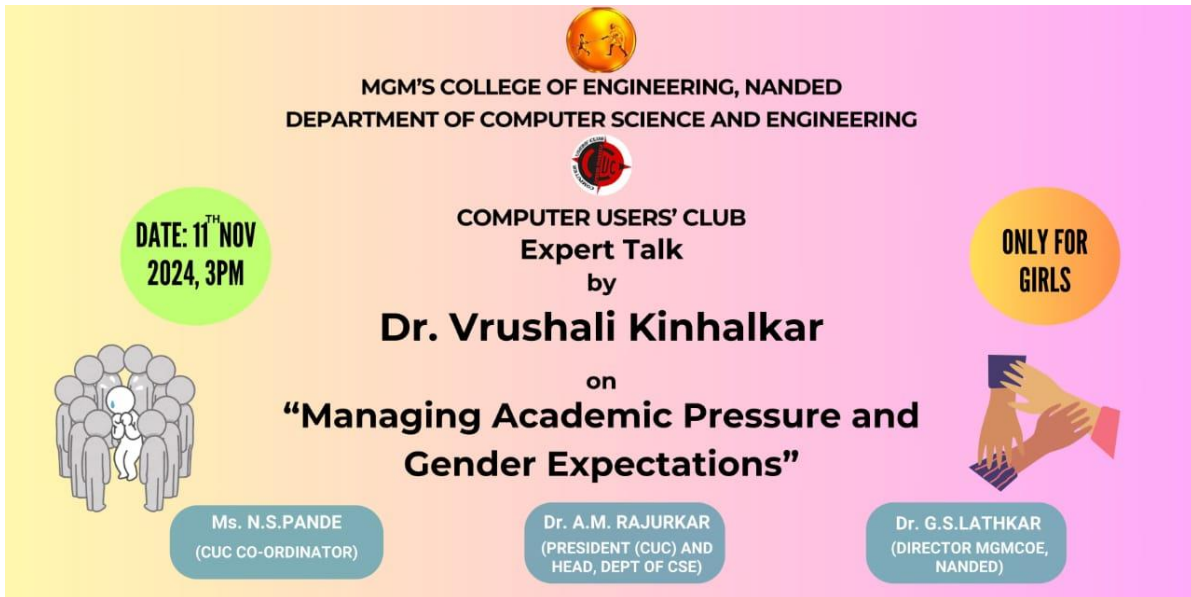 MGM'S COLLEGE OF ENGINEERING, NANDED
DEPARTMENT OF COMPUTER SCIENCE AND ENGINEERING
CUC
COMPUTER USERS' CLUB
Expert Talk
by
Dr. Vrushali Kinhalkar
on
“Managing Academic Pressure and
Gender Expectations”
DATE: 11TH NOV
2024, 3PM
ONLY FOR
GIRLS
Ms. N.S.PANDE
(CUC CO-ORDINATOR)
Dr. A.M. RAJURKAR
(PRESIDENT (CUC) AND
HEAD, DEPT OF CSE)
Dr. G.S.LATHKAR
(DIRECTOR MGMCOE,
NANDED)